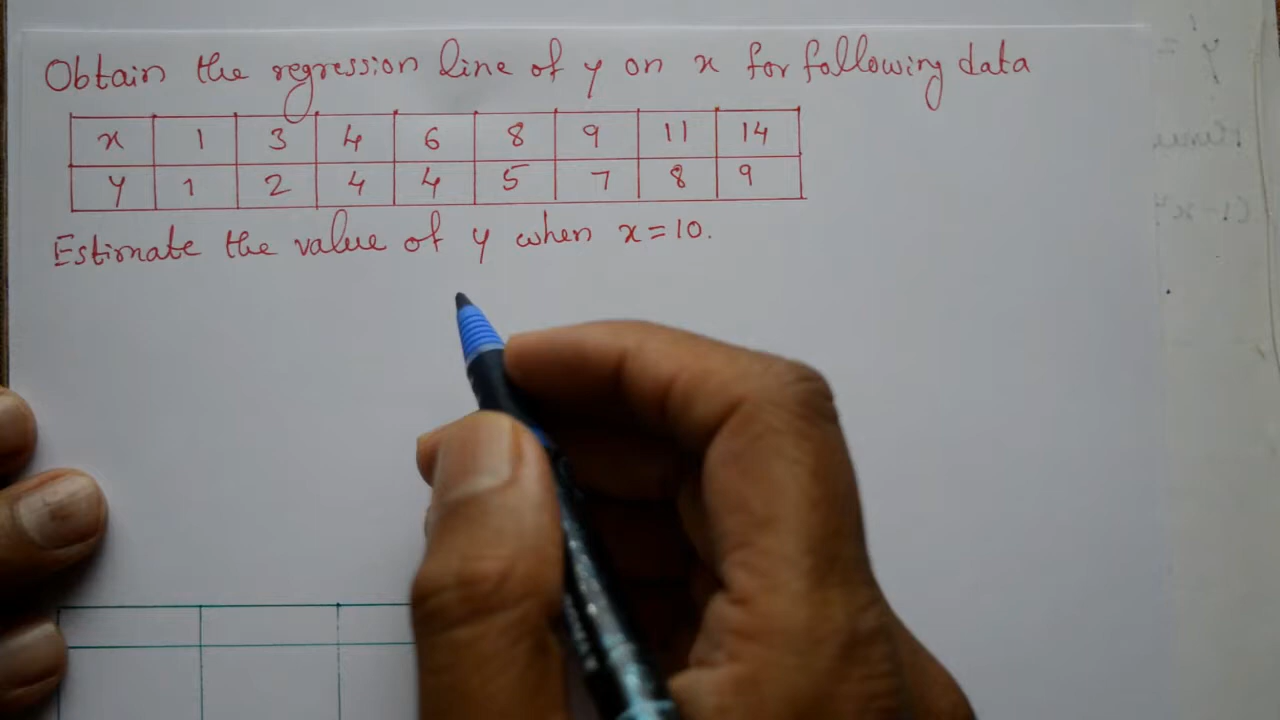 Obtain the regression line of y on x for following data
x 1 3 4 6 8 9 11 14
y 1 2 4 4 5 7 8 9
Estimate the value of y when x=10.